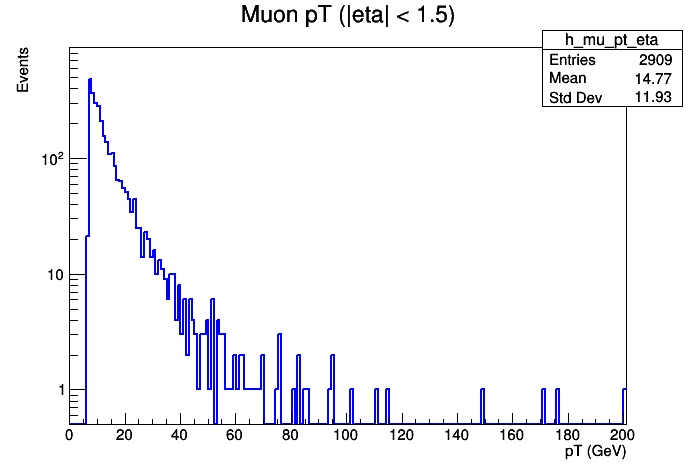 Muon pT (|eta| < 1.5)
h_mu_pt_eta
Entries 2909
Mean 14.77
Std Dev 11.93
Events
10²
10
1
0 20 40 60 80 100 120 140 160 180 200
pT (GeV)